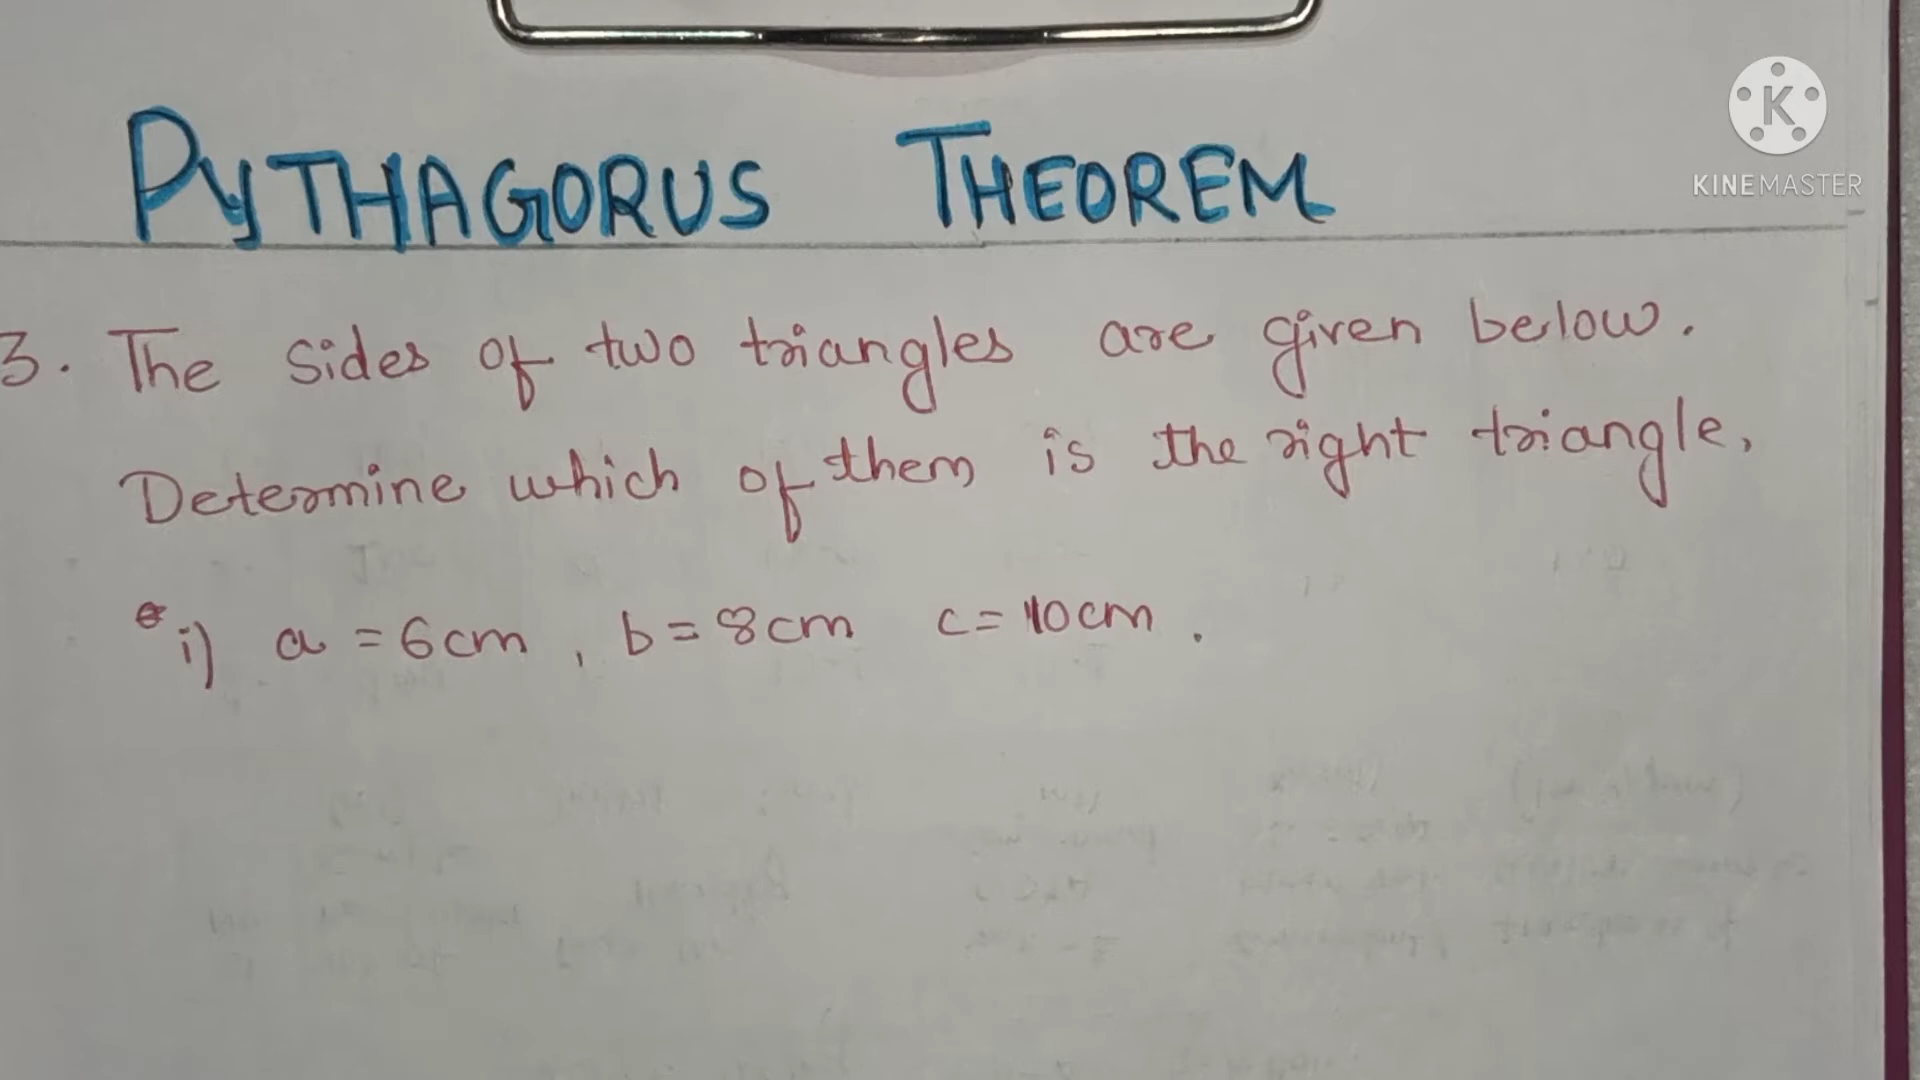 PYTHAGORUS THEOREM
KINEMASTER
3. The sides of two triangles are given below.
Determine which of them is the right triangle,
i) a = 6cm , b = 8cm c = 10cm .